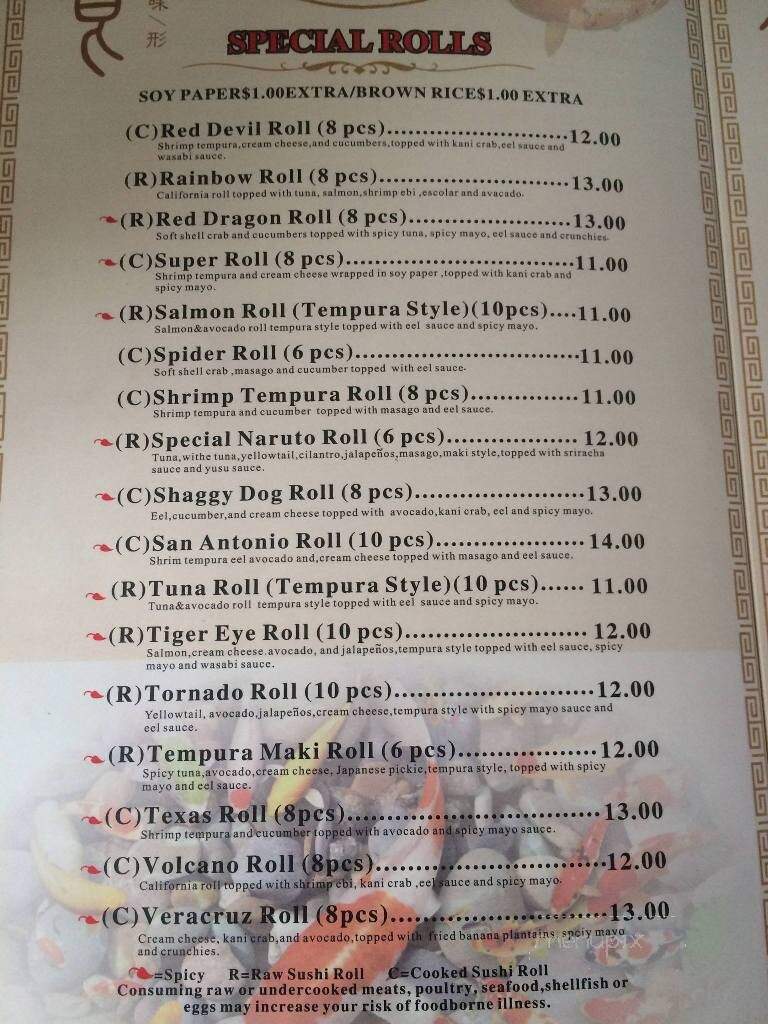 味/形
SPECIAL ROLLS
SOY PAPER$1.00EXTRA/BROWN RICE$1.00 EXTRA
(C)Red Devil Roll (8 pcs)............................12.00
Shrimp tempura,cream cheese,and cucumbers,topped with kani crab,eel sauce and
wasabi sauce.
(R)Rainbow Roll (8 pcs)..............................13.00
California roll topped with tuna, salmon,shrimp ebi ,escolar and avacado.
(R)Red Dragon Roll (8 pcs).........................13.00
Soft shell crab and cucumbers topped with spicy tuna, spicy mayo, eel sauce and crunchies.
(C)Super Roll (8 pcs)...................................11.00
Shrimp tempura and cream cheese wrapped in soy paper ,topped with kani crab and
spicy mayo.
(R)Salmon Roll (Tempura Style)(10pcs)....11.00
Salmon&avocado roll tempura style topped with eel sauce and spicy mayo.
(C)Spider Roll (6 pcs)..................................11.00
Soft shell crab ,masago and cucumber topped with eel sauce.
(C)Shrimp Tempura Roll (8 pcs)................11.00
Shrimp tempura and cucumber topped with masago and eel sauce.
(R)Special Naruto Roll (6 pcs).................... 12.00
Tuna,withe tuna,yellowtail,cilantro,jalapeños,masago,maki style,topped with sriracha
sauce and yusu sauce.
(C)Shaggy Dog Roll (8 pcs)..........................13.00
Eel,cucumber,and cream cheese topped with avocado,kani crab, eel and spicy mayo.
(C)San Antonio Roll (10 pcs)....................... 14.00
Shrim tempura eel avocado and,cream cheese topped with masago and eel sauce.
(R)Tuna Roll (Tempura Style)(10 pcs)...... 11.00
Tuna&avocado roll tempura style topped with eel sauce and spicy mayo.
(R)Tiger Eye Roll (10 pcs)............................ 12.00
Salmon,cream cheese.avocado, and jalapeños,tempura style topped with eel sauce, spicy
mayo and wasabi sauce.
(R)Tornado Roll (10 pcs)..............................12.00
Yellowtail, avocado,jalapeños,cream cheese,tempura style with spicy mayo sauce and
eel sauce.
(R)Tempura Maki Roll (6 pcs).....................12.00
Spicy tuna,avocado,cream cheese, Japanese pickie,tempura style, topped with spicy
mayo and eel sauce.
(C)Texas Roll (8pcs)......................................13.00
Shrimp tempura and cucumber topped with avocado and spicy mayo sauce.
(C)Volcano Roll (8pcs)..................................12.00
California roll topped with shrimp ebi, kani crab ,eel sauce and spicy mayo.
(C)Veracruz Roll (8pcs)................................13.00
Cream cheese, kani crab,and avocado,topped with fried banana plantains, speiy mayo
and crunchies.
menupix
=Spicy R=Raw Sushi Roll C=Cooked Sushi Roll
Consuming raw or undercooked meats, poultry, seafood,shellfish or
eggs may increase your risk of foodborne illness.